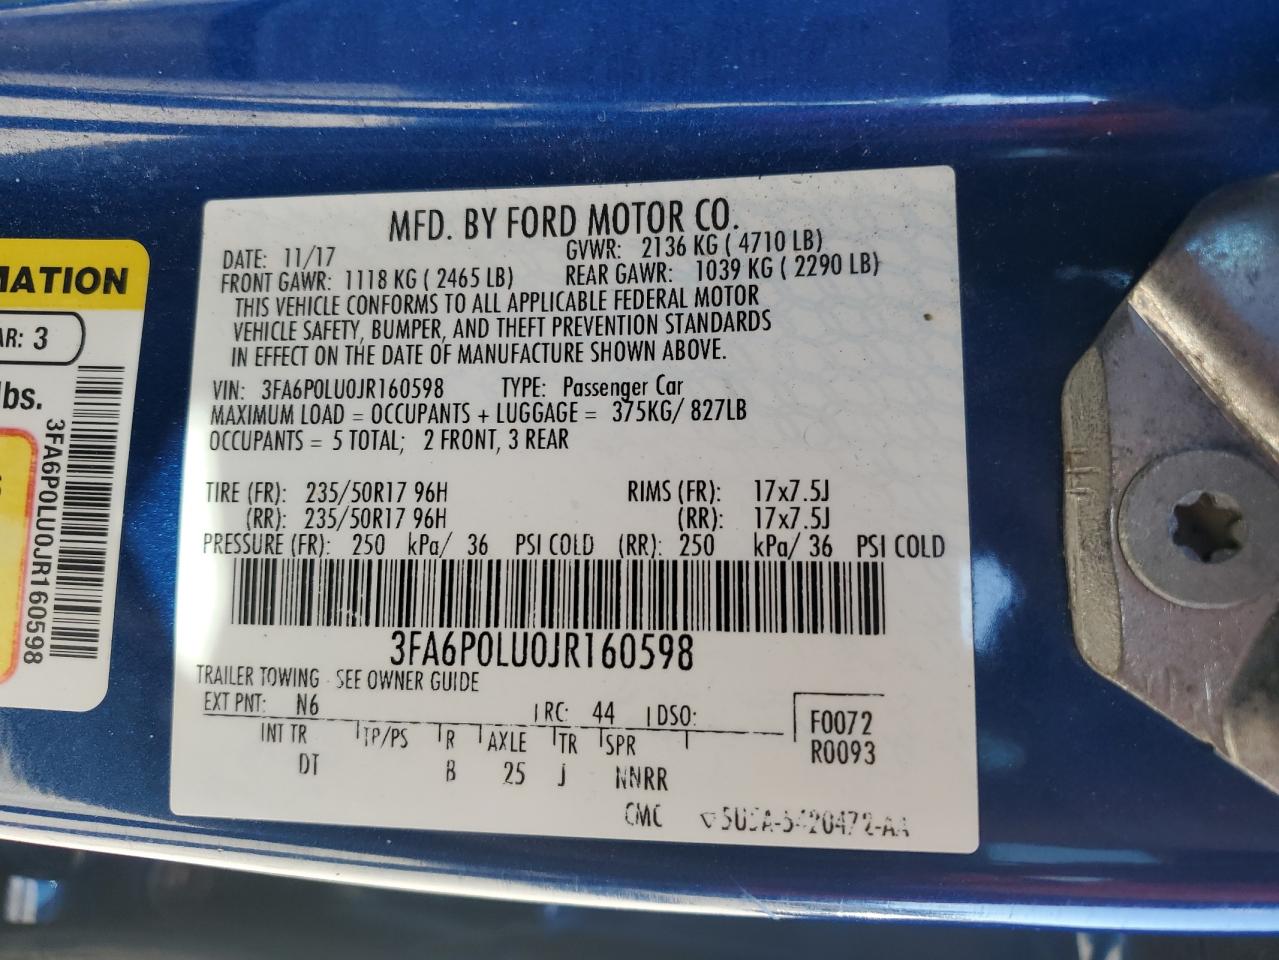 MATION
AR: 3
lbs.
3FA6P0LU0JR160598
MFD. BY FORD MOTOR CO.
DATE: 11/17 GVWR: 2136 KG ( 4710 LB)
FRONT GAWR: 1118 KG ( 2465 LB) REAR GAWR: 1039 KG ( 2290 LB)
THIS VEHICLE CONFORMS TO ALL APPLICABLE FEDERAL MOTOR
VEHICLE SAFETY, BUMPER, AND THEFT PREVENTION STANDARDS
IN EFFECT ON THE DATE OF MANUFACTURE SHOWN ABOVE.
VIN: 3FA6P0LU0JR160598 TYPE: Passenger Car
MAXIMUM LOAD = OCCUPANTS + LUGGAGE = 375KG/ 827LB
OCCUPANTS = 5 TOTAL; 2 FRONT, 3 REAR
TIRE (FR): 235/50R17 96H RIMS (FR): 17x7.5J
(RR): 235/50R17 96H (RR): 17x7.5J
PRESSURE (FR): 250 kPa/ 36 PSI COLD (RR): 250 kPa/ 36 PSI COLD
3FA6P0LU0JR160598
TRAILER TOWING - SEE OWNER GUIDE
EXT PNT: N6 RC: 44 DSO: F0072
INT TR TP/PS R AXLE TR SPR R0093
DT B 25 J NNRR
CMC